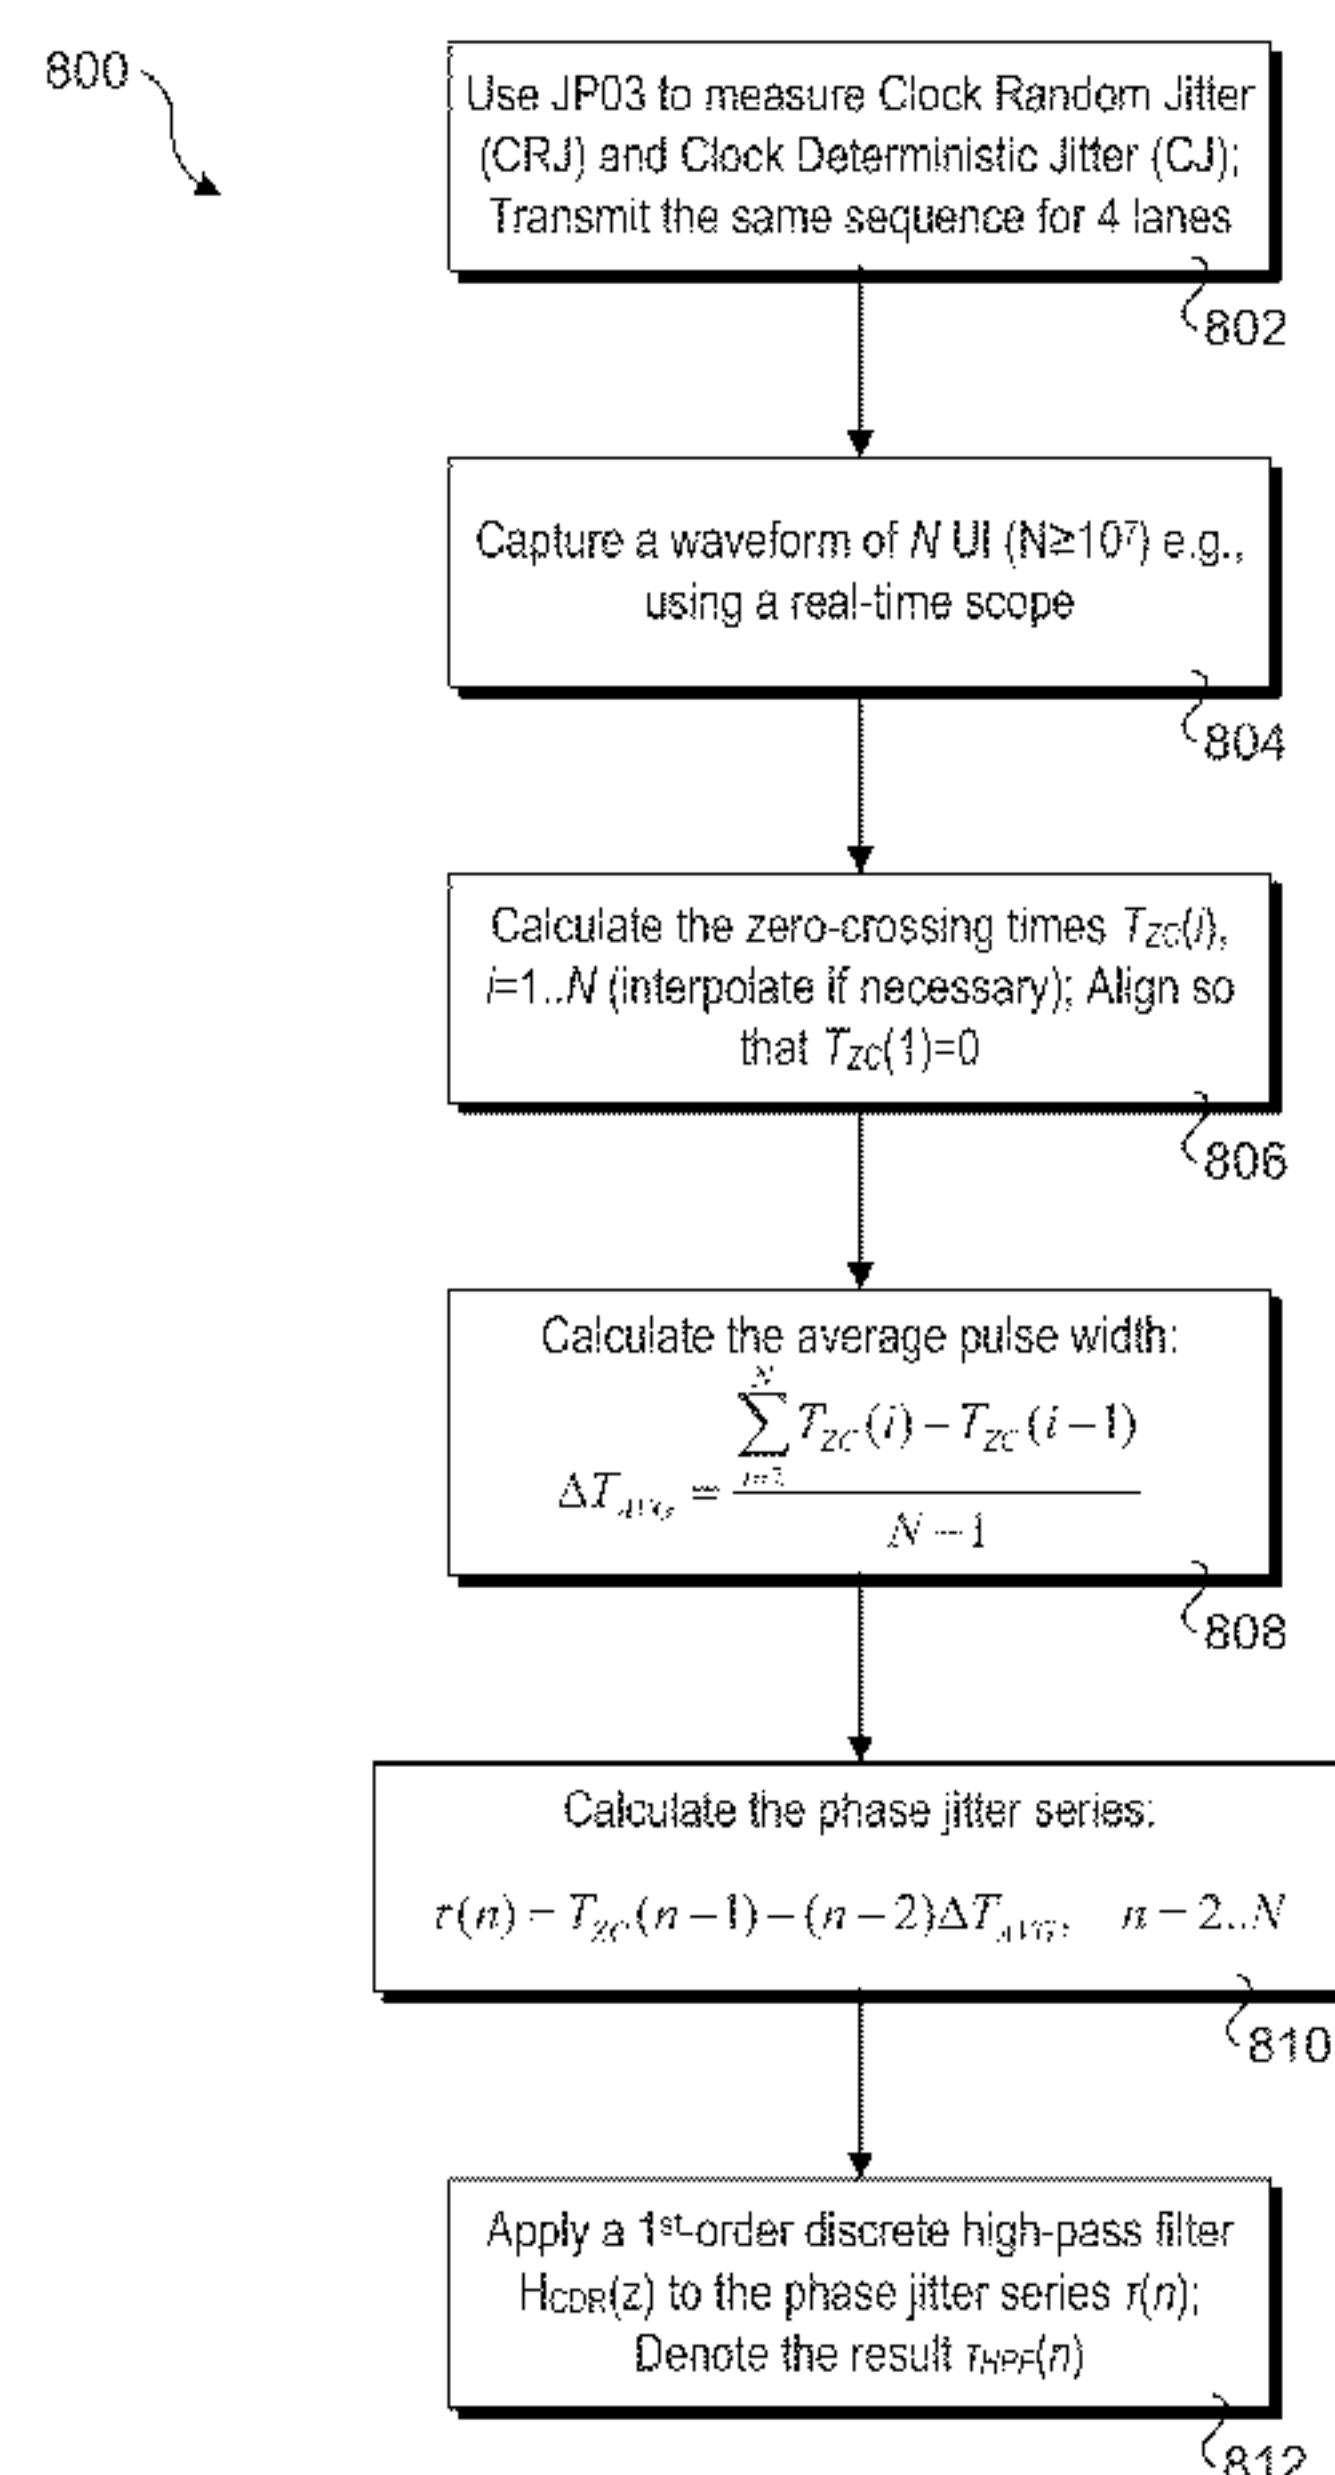 800
Use JP03 to measure Clock Random Jitter
(CRJ) and Clock Deterministic Jitter (CJ);
Transmit the same sequence for 4 lanes
802
Capture a waveform of N UI (N≥10⁷) e.g.,
using a real-time scope
804
Calculate the zero-crossing times T_ZC(i),
i=1..N (interpolate if necessary); Align so
that T_ZC(1)=0
806
Calculate the average pulse width:
N
∑ T_ZC(i) – T_ZC(i – 1)
i=2
ΔT_AVG =
N – 1
808
Calculate the phase jitter series:
τ(n) = T_ZC(n – 1) – (n – 2)ΔT_AVG, n = 2..N
810
Apply a 1st-order discrete high-pass filter
H_CDR(z) to the phase jitter series τ(n);
Denote the result τ_HPF(n)
812